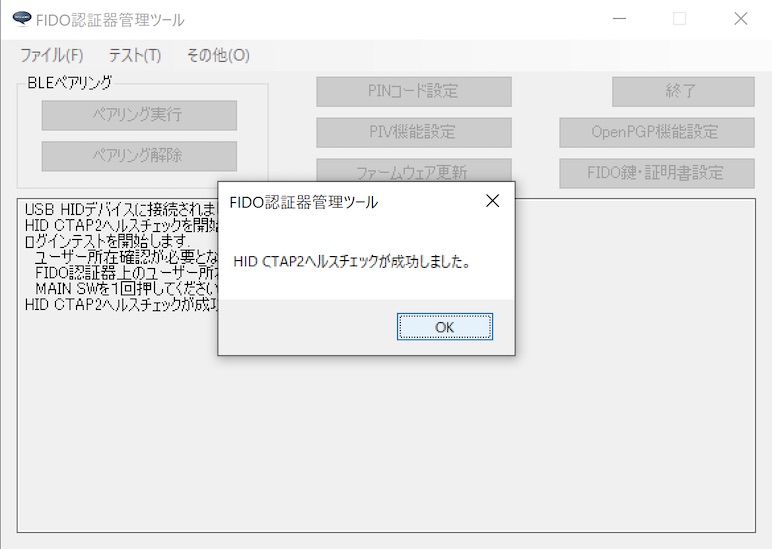 FIDO認証器管理ツール
ファイル(F) テスト(T) その他(O)
BLEペアリング
ペアリング実行
ペアリング解除
PINコード設定
終了
PIV機能設定
OpenPGP機能設定
ファームウェア更新
FIDO鍵・証明書設定
USB HIDデバイスに接続されま
HID CTAP2ヘルスチェックを開始
ログインテストを開始します.
ユーザー所在確認が必要とな
FIDO認証器上のユーザー所在
MAIN SWを1回押してください
HID CTAP2ヘルスチェックが成功
FIDO認証器管理ツール
HID CTAP2ヘルスチェックが成功しました。
OK